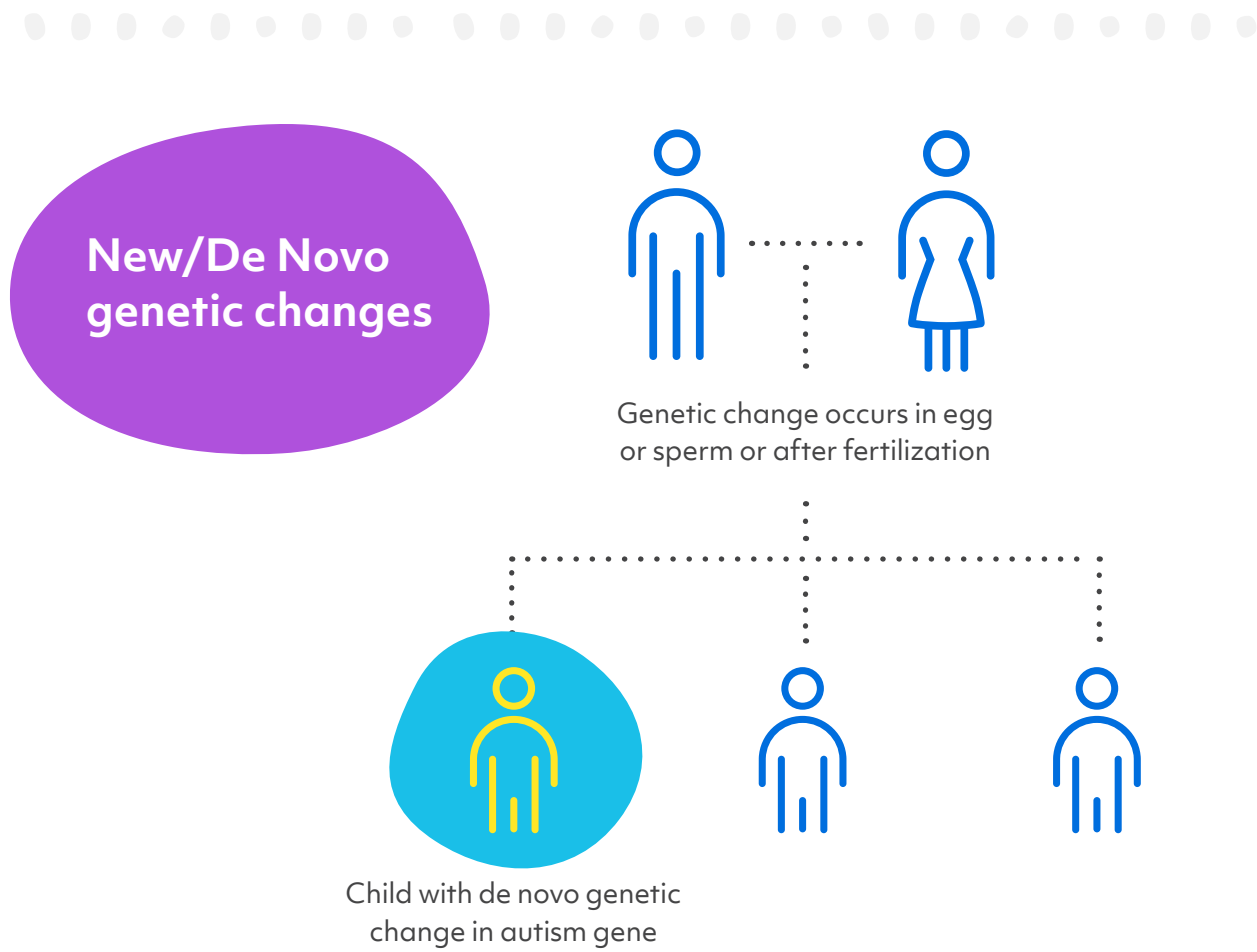 New/De Novo
genetic changes
Genetic change occurs in egg
or sperm or after fertilization
Child with de novo genetic
change in autism gene